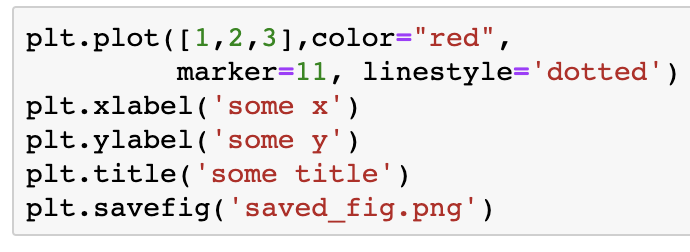 plt.plot([1,2,3],color="red",
         marker=11, linestyle='dotted')
plt.xlabel('some x')
plt.ylabel('some y')
plt.title('some title')
plt.savefig('saved_fig.png')